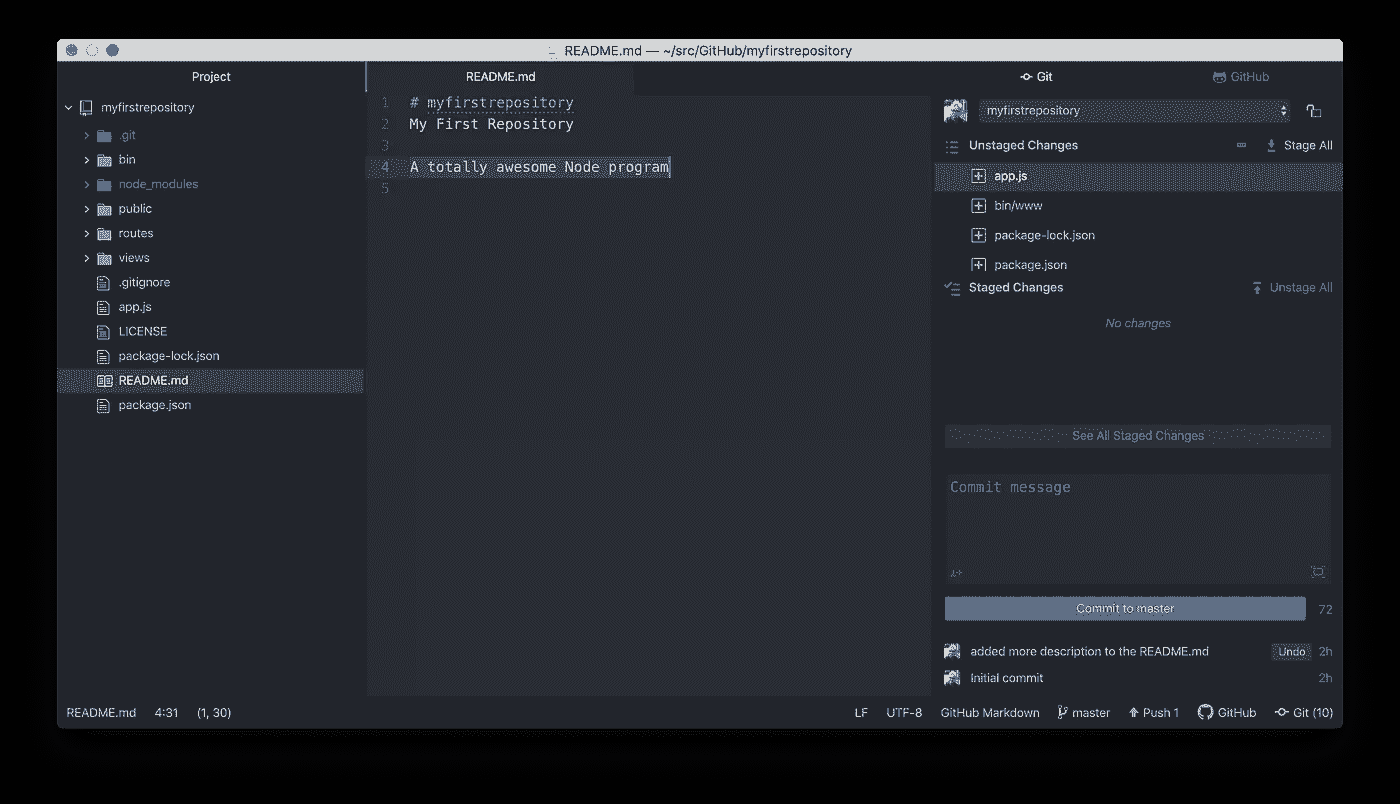 README.md — ~/src/GitHub/myfirstrepository
Project
myfirstrepository
.git
bin
node_modules
public
routes
views
.gitignore
app.js
LICENSE
package-lock.json
README.md
package.json
README.md
1 # myfirstrepository
2 My First Repository
3
4 A totally awesome Node program
5
Git GitHub
myfirstrepository
Unstaged Changes Stage All
app.js
bin/www
package-lock.json
package.json
Staged Changes Unstage All
No changes
See All Staged Changes
Commit message
Commit to master 72
added more description to the README.md Undo 2h
Initial commit 2h
README.md 4:31 (1, 30) LF UTF-8 GitHub Markdown master Push 1 GitHub Git (10)